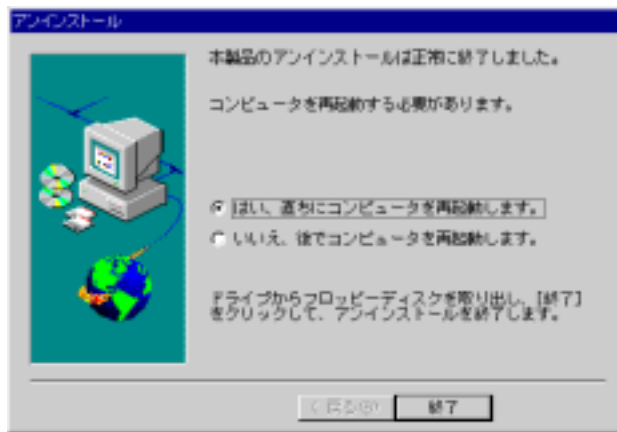 アンインストール
本製品のアンインストールは正常に終了しました。
コンピュータを再起動する必要があります。
はい、直ちにコンピュータを再起動します。
いいえ、後でコンピュータを再起動します。
ドライブからフロッピーディスクを取り出し、[終了]
をクリックして、アンインストールを終了します。
< 戻る(B)
終了